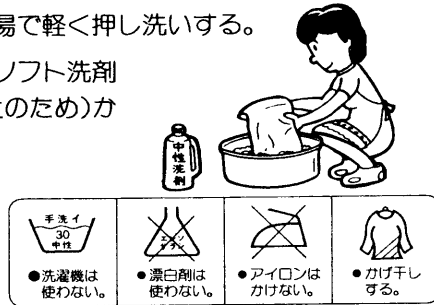 湯で軽く押し洗いする。
ソフト洗剤
のため)か
中性洗剤
手洗イ
30
中性
エンソ
サラシ
●洗濯機は
使わない。
●漂白剤は
使わない。
●アイロンは
かけない。
●かげ干し
する。